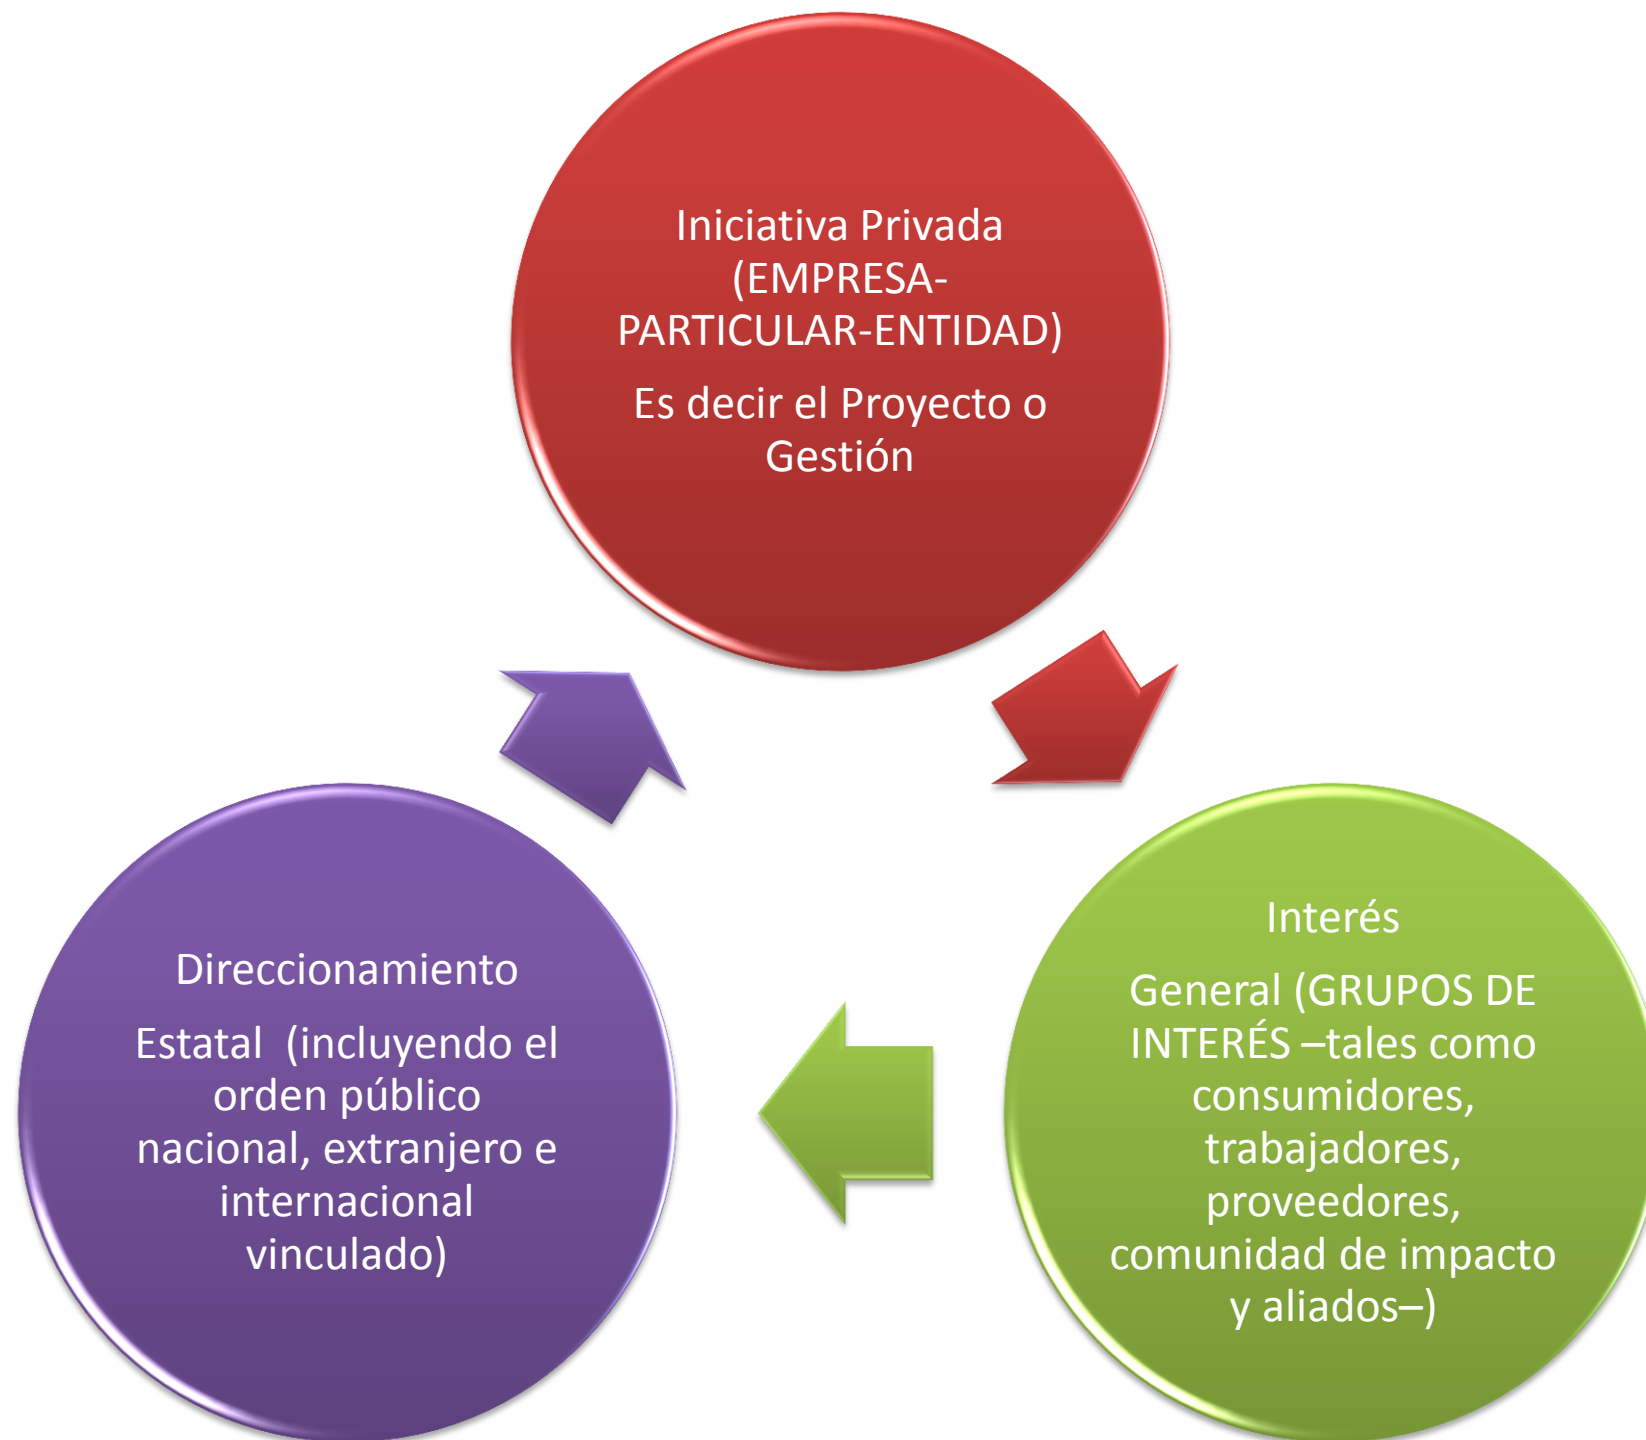 Iniciativa Privada
(EMPRESA-
PARTICULAR-ENTIDAD)
Es decir el Proyecto o
Gestión
Interés
General (GRUPOS DE
INTERÉS –tales como
consumidores,
trabajadores,
proveedores,
comunidad de impacto
y aliados–)
Direccionamiento
Estatal (incluyendo el
orden público
nacional, extranjero e
internacional
vinculado)